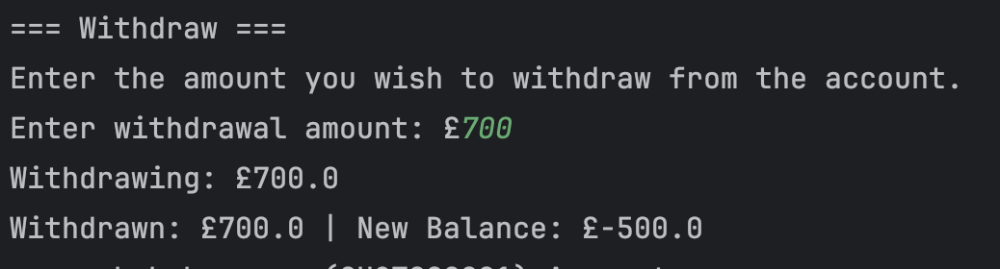 === Withdraw ===
Enter the amount you wish to withdraw from the account.
Enter withdrawal amount: £700
Withdrawing: £700.0
Withdrawn: £700.0 | New Balance: £-500.0